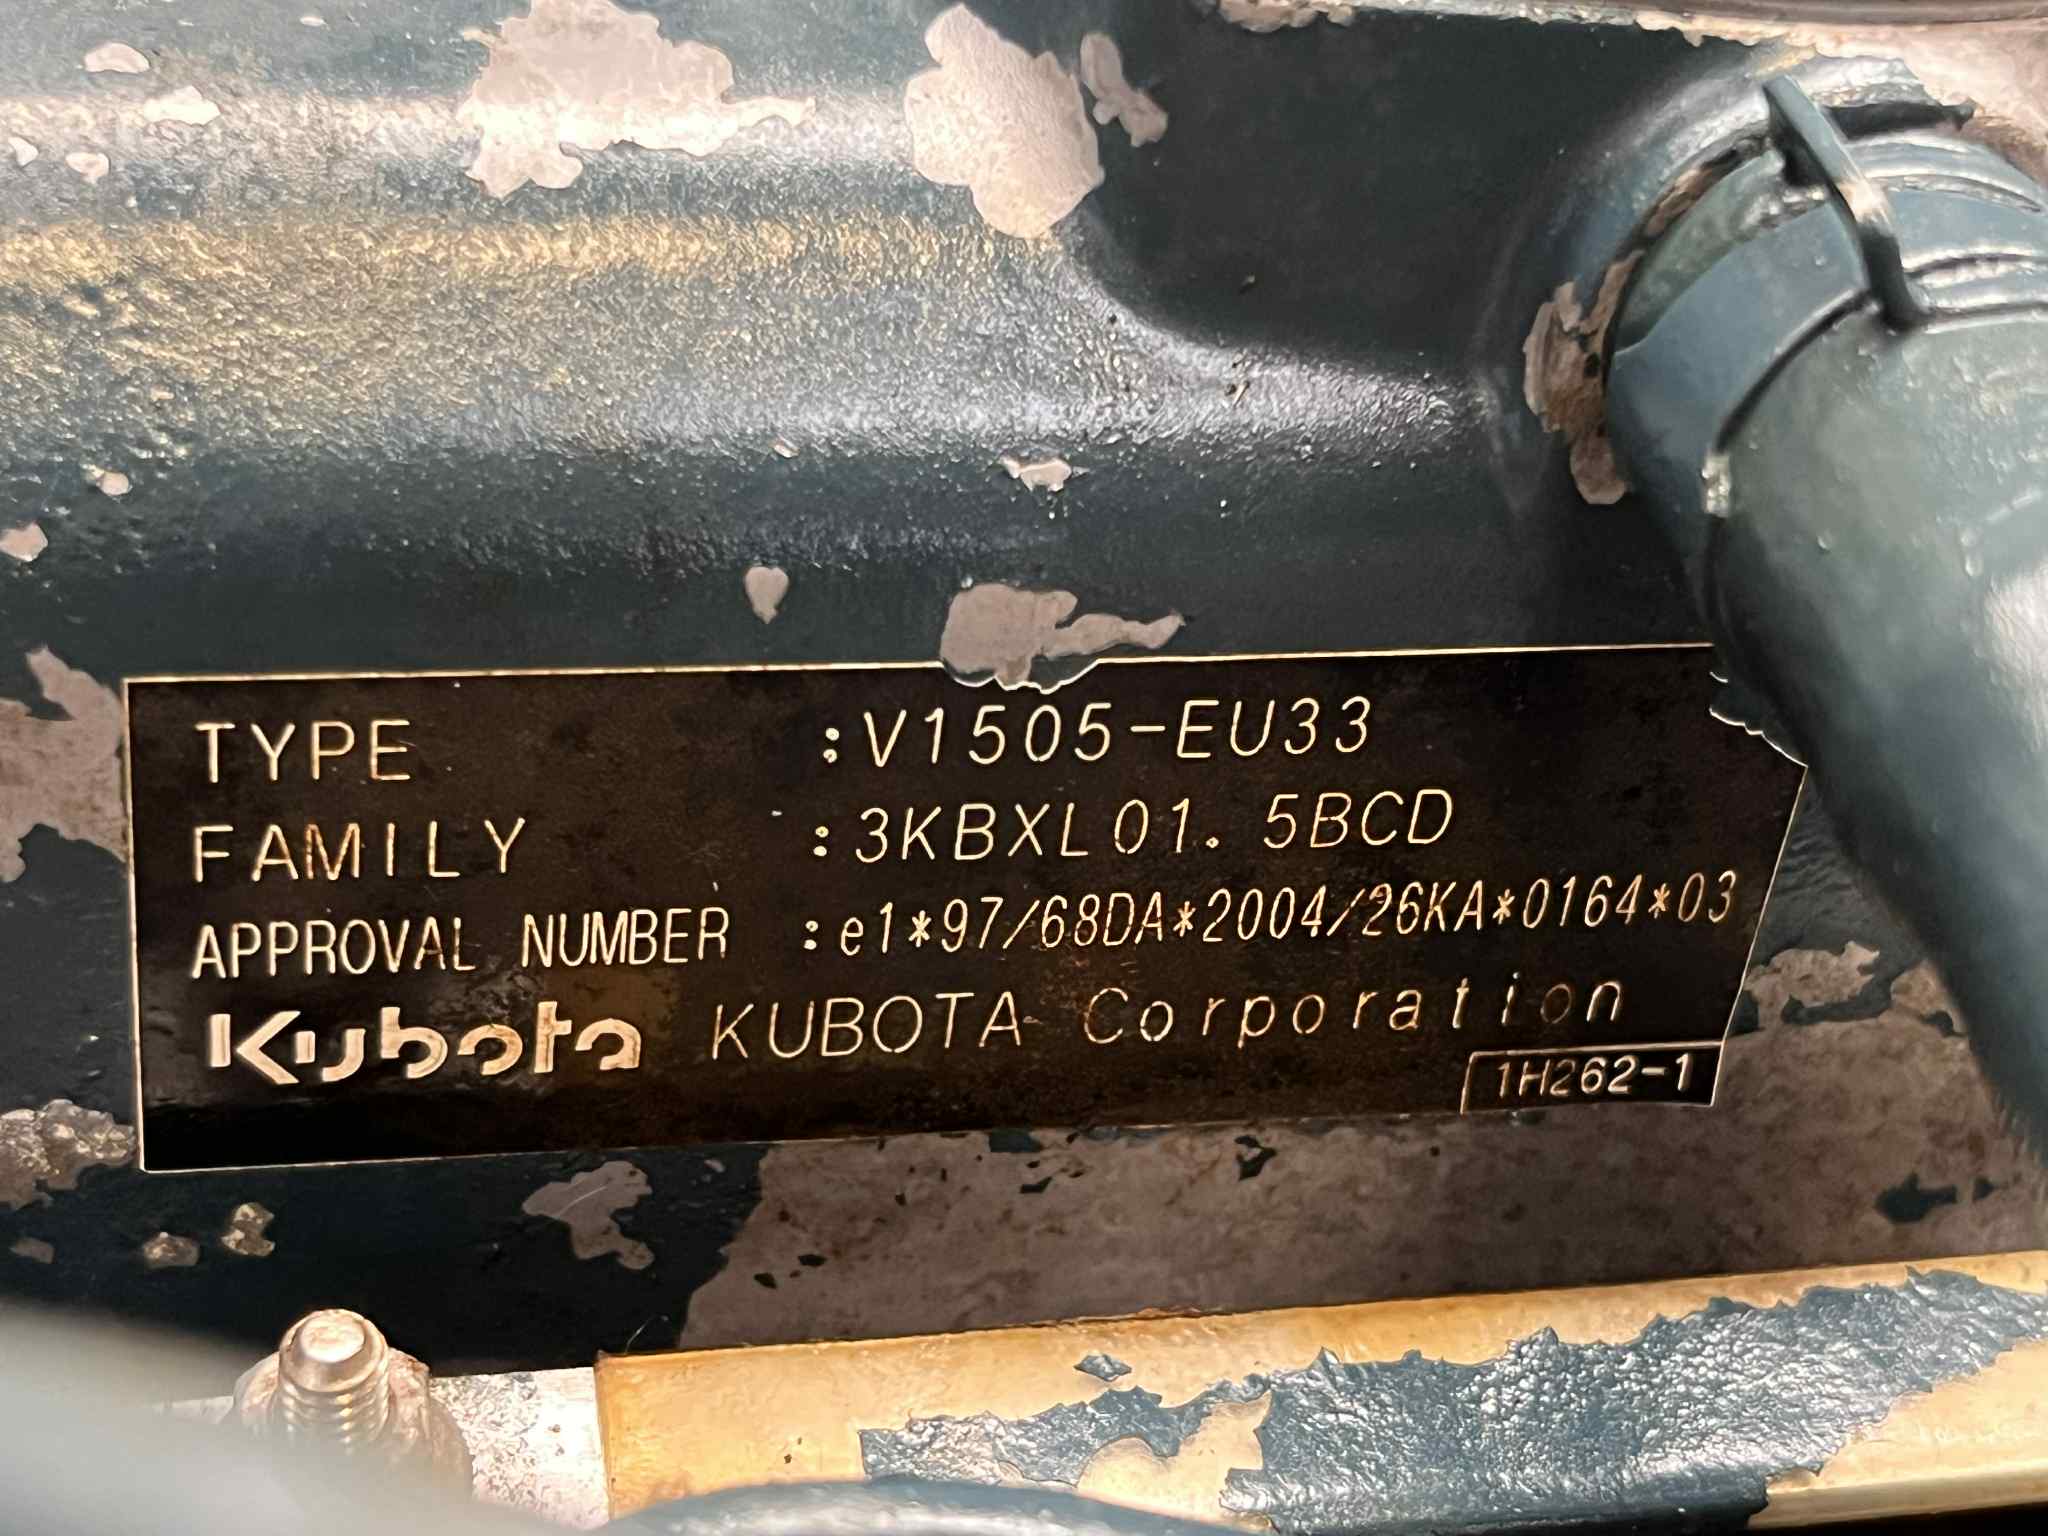 TYPE :V1505-EU33
FAMILY :3KBXL01.5BCD
APPROVAL NUMBER :e1*97/68DA*2004/26KA*0164*03
Kubota KUBOTA Corporation
1H262-1